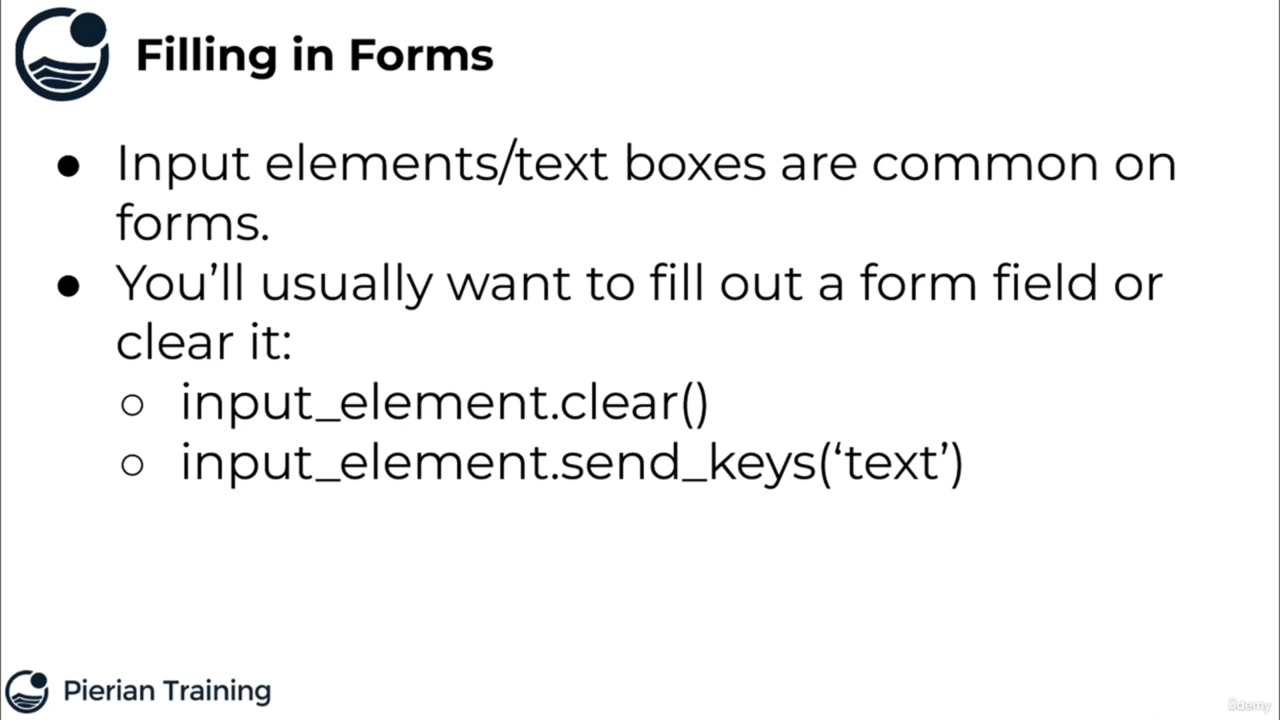 Filling in Forms
● Input elements/text boxes are common on
forms.
● You’ll usually want to fill out a form field or
clear it:
○ input_element.clear()
○ input_element.send_keys(‘text’)
Pierian Training
ûdemy